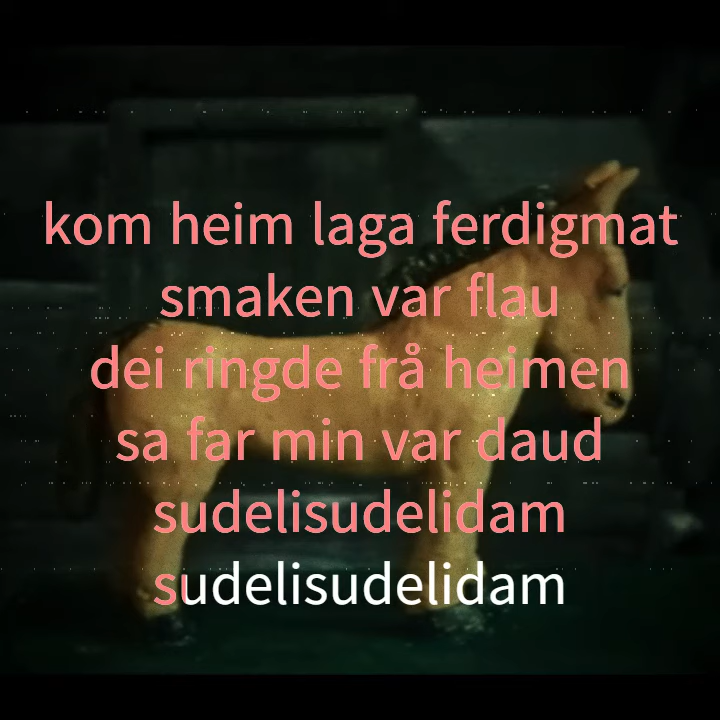 kom heim laga ferdigmat
smaken var flau
dei ringde frå heimen
sa far min var daud
sudelisudelidam
sudelisudelidam